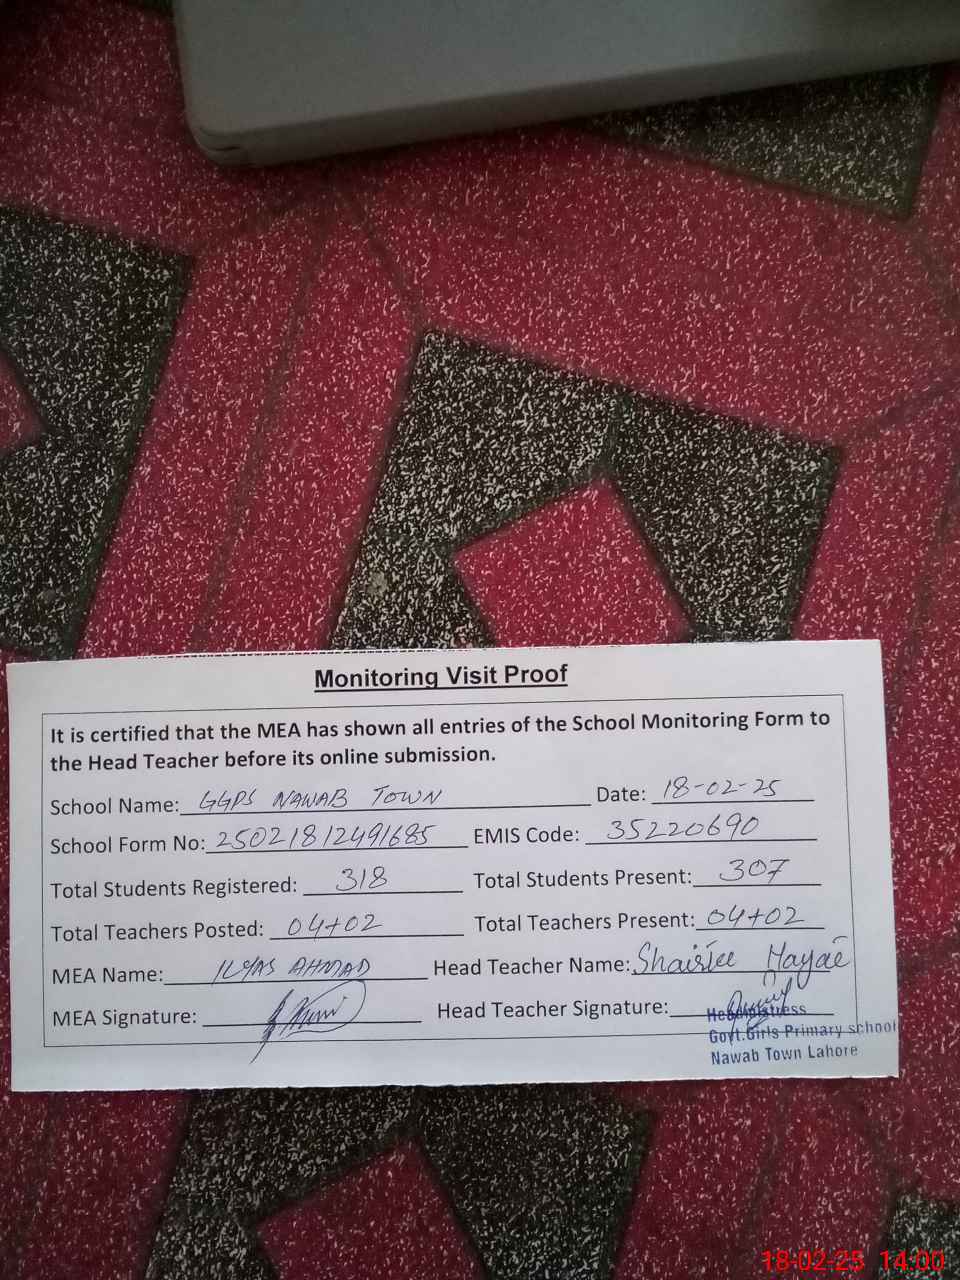 Monitoring Visit Proof
It is certified that the MEA has shown all entries of the School Monitoring Form to
the Head Teacher before its online submission.
School Name: GGPS NAWAB TOWN Date: 18-02-25
School Form No: 25021812491685 EMIS Code: 35220690
Total Students Registered: 318 Total Students Present: 307
Total Teachers Posted: 04+02 Total Teachers Present: 04+02
MEA Name: ILYAS AHMAD Head Teacher Name:
MEA Signature: Head Teacher Signature:
Headmistress
Govt.Girls Primary school
Nawab Town Lahore
18-02-25 14:00